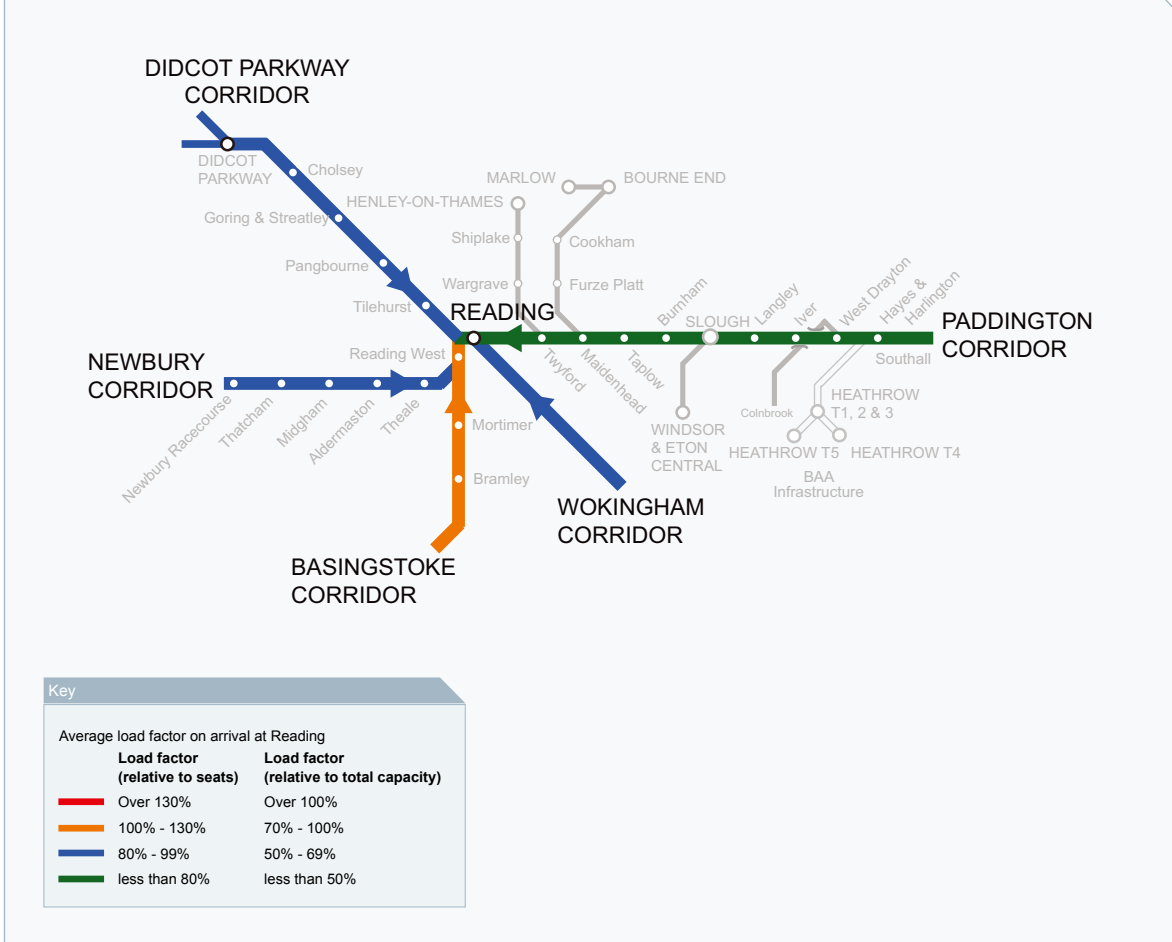 DIDCOT PARKWAY
CORRIDOR
DIDCOT
PARKWAY
Cholsey
Goring & Streatley
Pangbourne
Tilehurst
HENLEY-ON-THAMES
Shiplake
Wargrave
MARLOW
BOURNE END
Cookham
Furze Platt
READING
Reading West
Twyford
Maidenhead
Taplow
Burnham
SLOUGH
Langley
Iver
West Drayton
Hayes &
Harlington
Southall
PADDINGTON
CORRIDOR
NEWBURY
CORRIDOR
Newbury Racecourse
Thatcham
Midgham
Aldermaston
Theale
Mortimer
Bramley
BASINGSTOKE
CORRIDOR
WOKINGHAM
CORRIDOR
WINDSOR
& ETON
CENTRAL
Colnbrook
HEATHROW
T1, 2 & 3
HEATHROW T5
HEATHROW T4
BAA
Infrastructure
Key
Average load factor on arrival at Reading
Load factor
(relative to seats)
Load factor
(relative to total capacity)
Over 130% Over 100%
100% - 130% 70% - 100%
80% - 99% 50% - 69%
less than 80% less than 50%